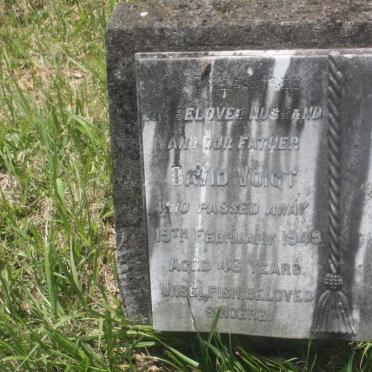 BELOVED HUSBAND
AND OUR FATHER
DAVID VOIGT
WHO PASSED AWAY
19TH FEBRUARY 1949
AGED 48 YEARS.
UNSELFISH, BELOVED
SINCERE.